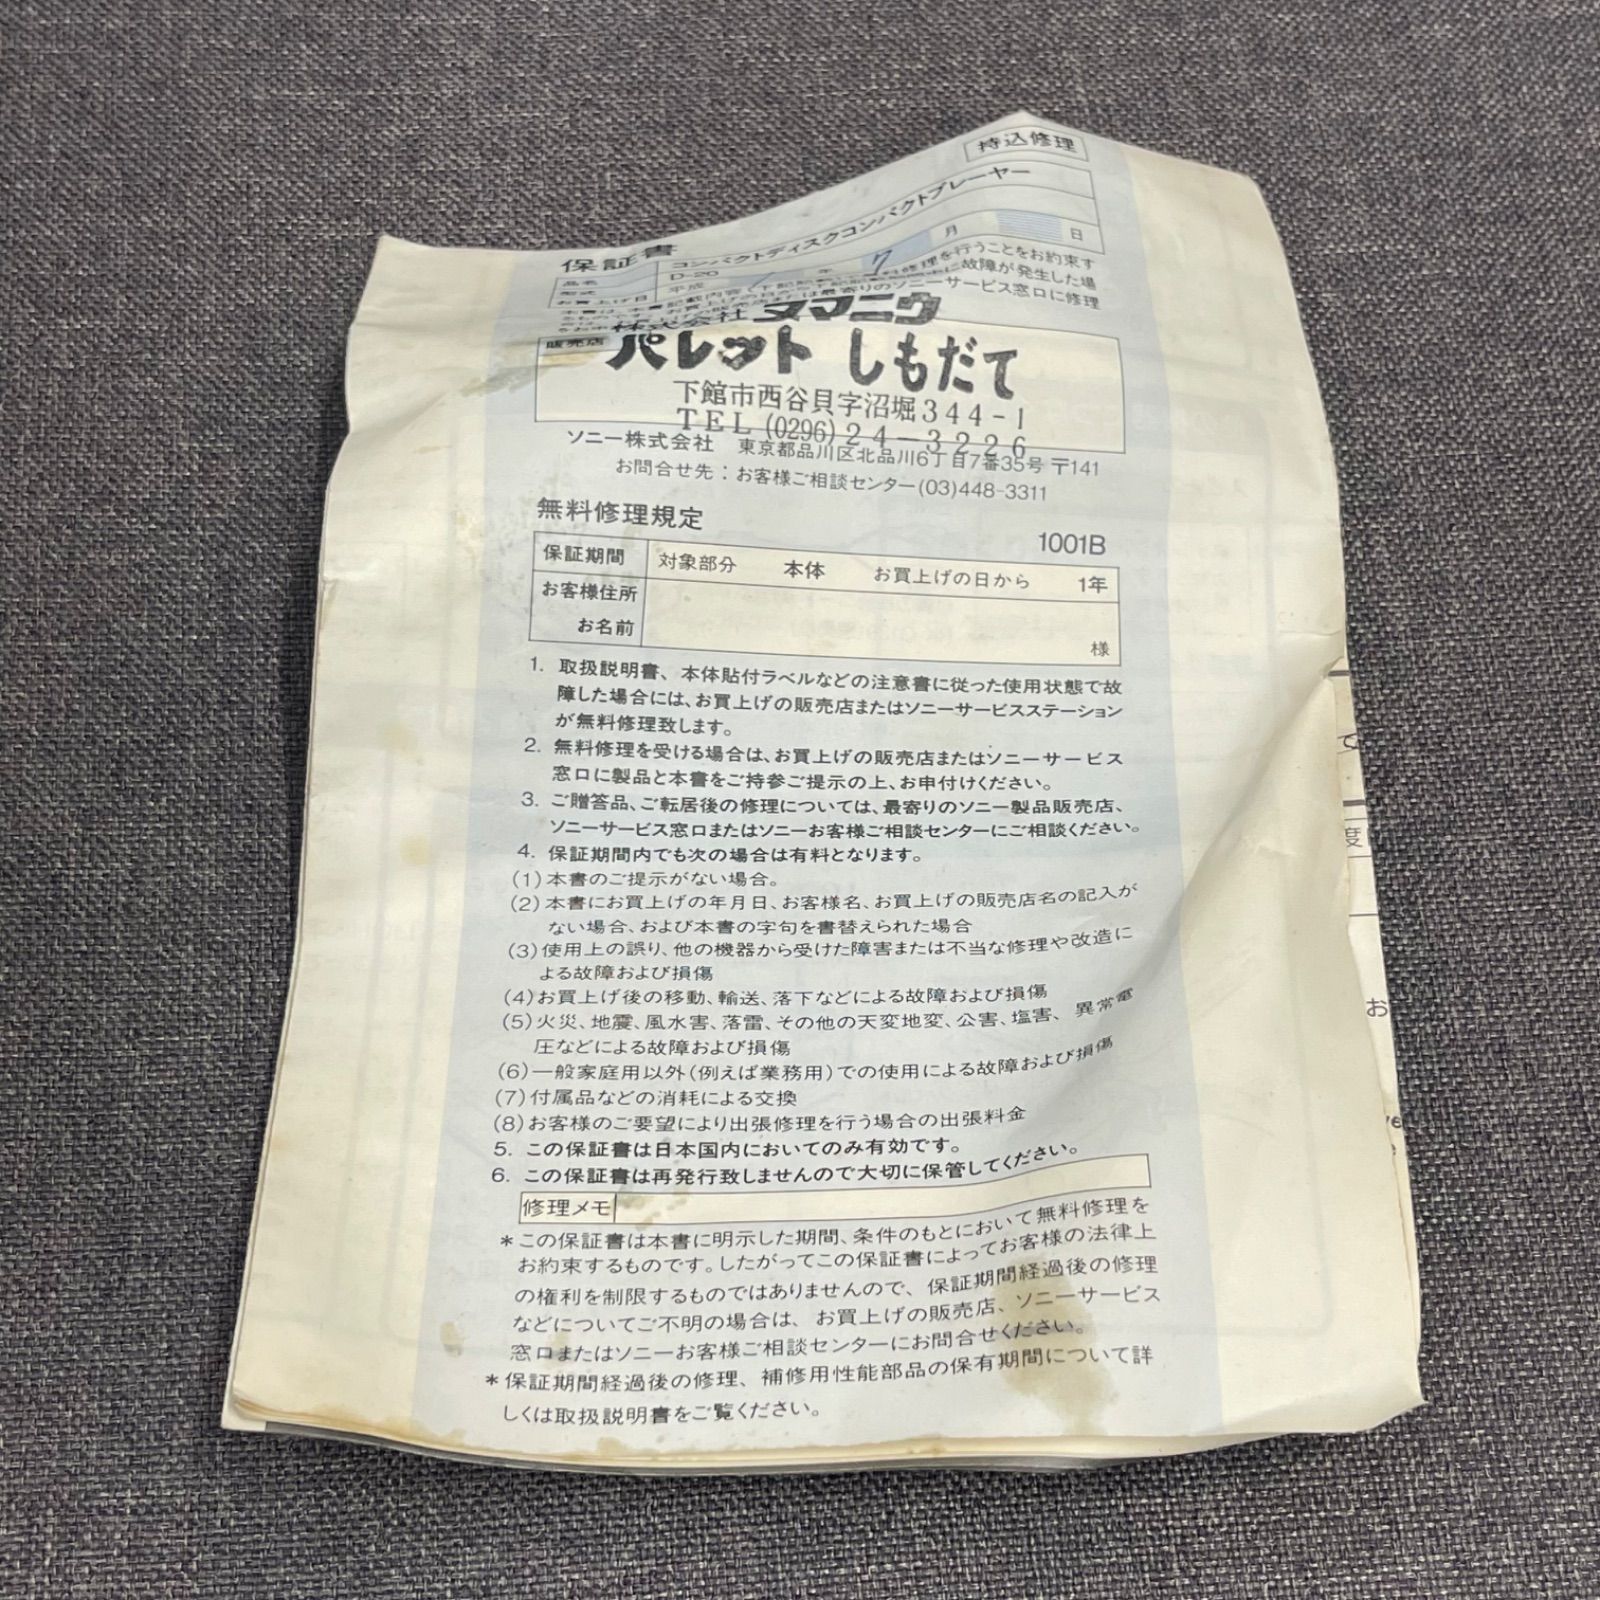 持込修理
保証書
品名 コンパクトディスクコンパクトプレーヤー
型式 D-20
お買上げ日 平成 年 7 月 日
販売店
株式会社 ヌマニウ
パレット しもだて
下館市西谷貝字沼堀344-1
TEL (0296) 24-3226
ソニー株式会社 東京都品川区北品川6丁目7番35号 〒141
お問合せ先：お客様ご相談センター(03)448-3311
無料修理規定
1001B
保証期間 対象部分 本体 お買上げの日から 1年
お客様住所
お名前 様
1. 取扱説明書、本体貼付ラベルなどの注意書に従った使用状態で故
障した場合には、お買上げの販売店またはソニーサービスステーション
が無料修理致します。
2. 無料修理を受ける場合は、お買上げの販売店またはソニーサービス
窓口に製品と本書をご持参ご提示の上、お申付けください。
3. ご贈答品、ご転居後の修理については、最寄りのソニー製品販売店、
ソニーサービス窓口またはソニーお客様ご相談センターにご相談ください。
4. 保証期間内でも次の場合は有料となります。
(1) 本書のご提示がない場合。
(2) 本書にお買上げの年月日、お客様名、お買上げの販売店名の記入が
ない場合、および本書の字句を書替えられた場合
(3) 使用上の誤り、他の機器から受けた障害または不当な修理や改造に
よる故障および損傷
(4) お買上げ後の移動、輸送、落下などによる故障および損傷
(5) 火災、地震、風水害、落雷、その他の天変地変、公害、塩害、異常電
圧などによる故障および損傷
(6) 一般家庭用以外(例えば業務用)での使用による故障および損傷
(7) 付属品などの消耗による交換
(8) お客様のご要望により出張修理を行う場合の出張料金
5. この保証書は日本国内においてのみ有効です。
6. この保証書は再発行致しませんので大切に保管してください。
修理メモ
*この保証書は本書に明示した期間、条件のもとにおいて無料修理を
お約束するものです。したがってこの保証書によってお客様の法律上
の権利を制限するものではありませんので、保証期間経過後の修理
などについてご不明の場合は、お買上げの販売店、ソニーサービス
窓口またはソニーお客様ご相談センターにお問合せください。
*保証期間経過後の修理、補修用性能部品の保有期間について詳
しくは取扱説明書をご覧ください。
て
度
お